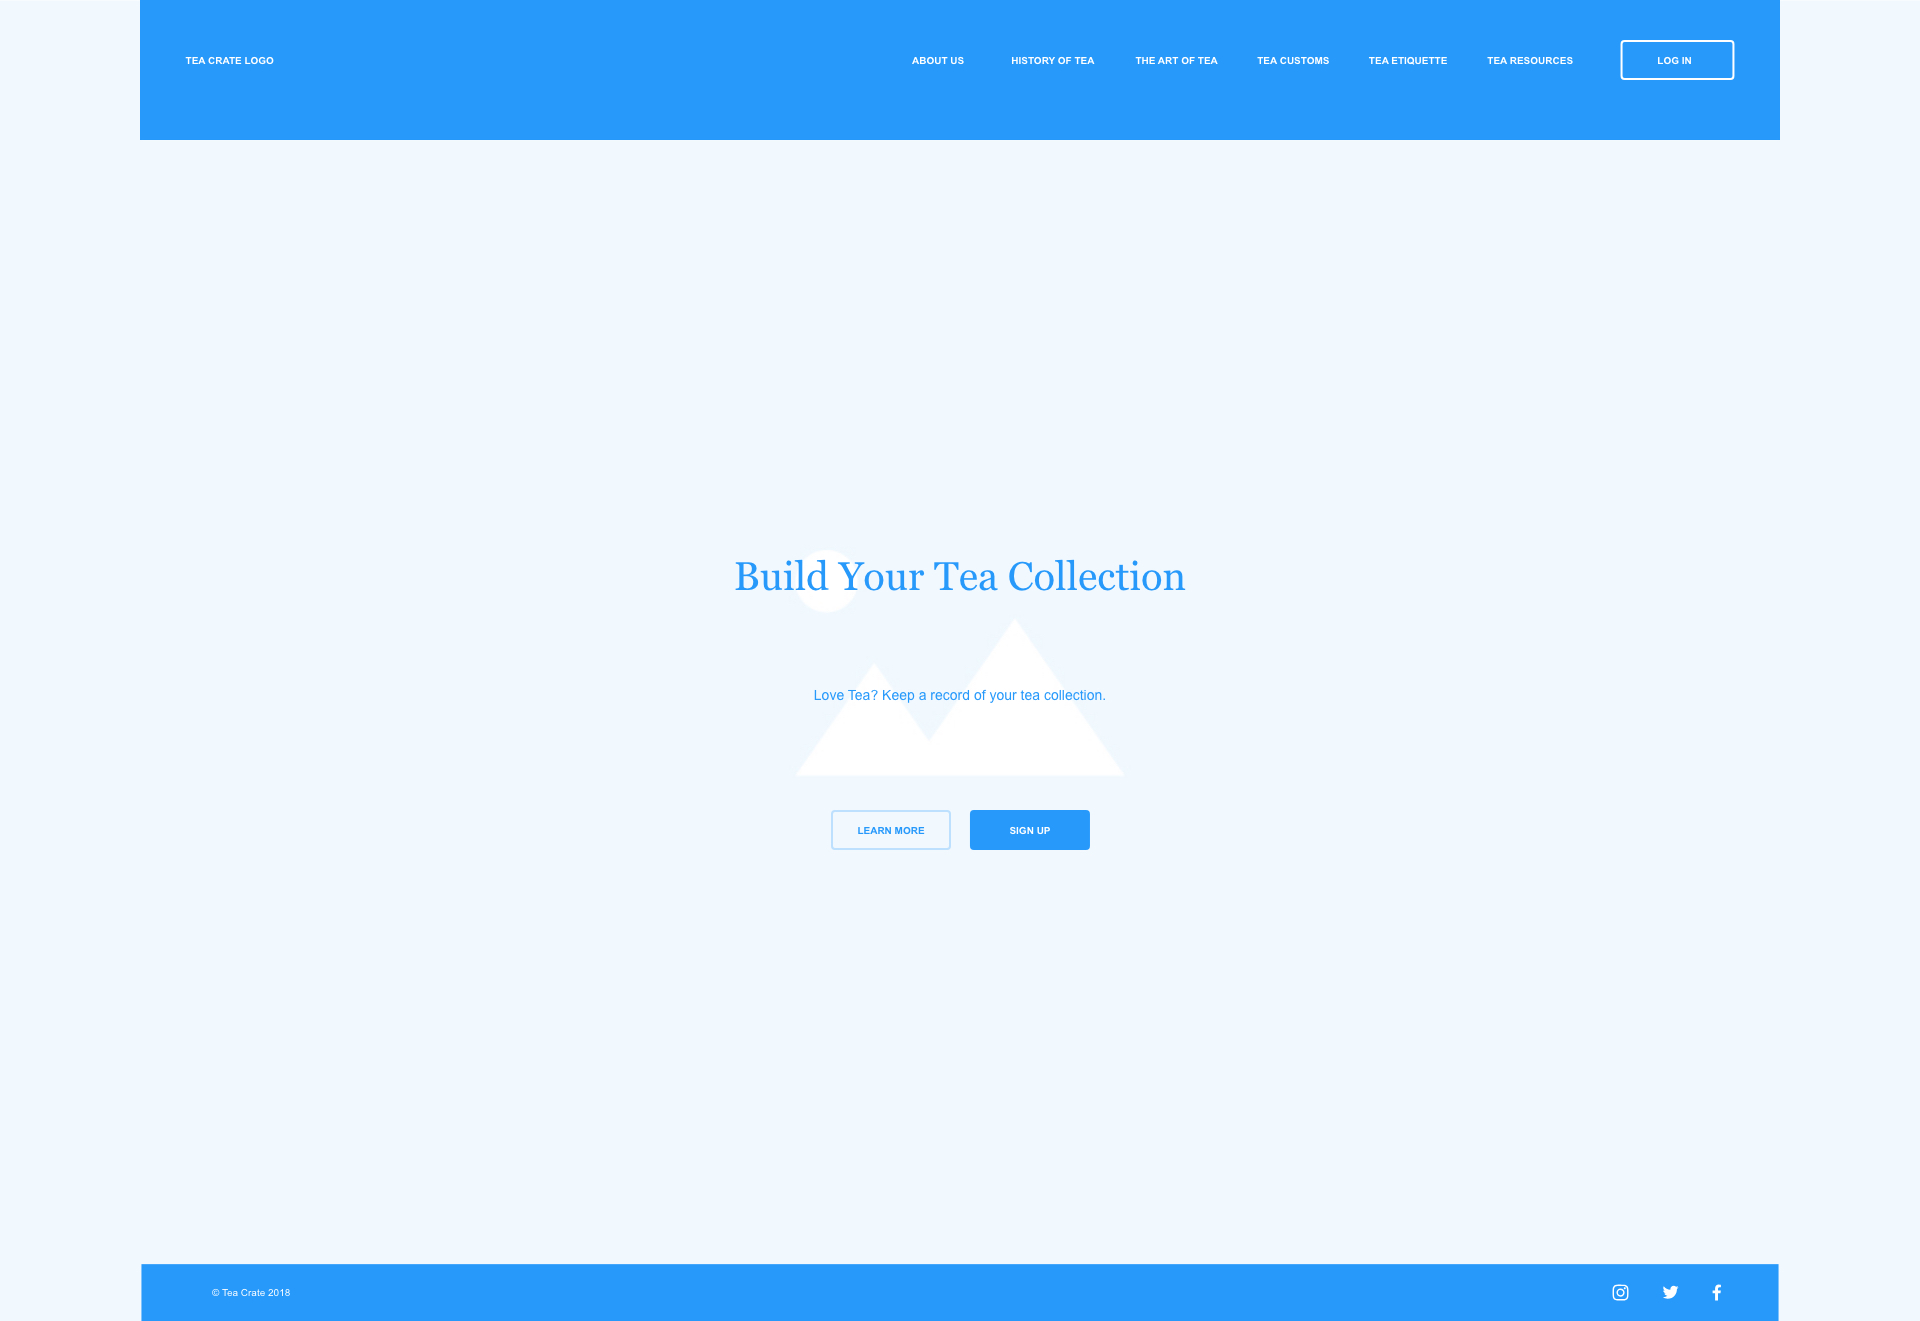 TEA CRATE LOGO
ABOUT US
HISTORY OF TEA
THE ART OF TEA
TEA CUSTOMS
TEA ETIQUETTE
TEA RESOURCES
LOG IN
Build Your Tea Collection
Love Tea? Keep a record of your tea collection.
LEARN MORE
SIGN UP
© Tea Crate 2018